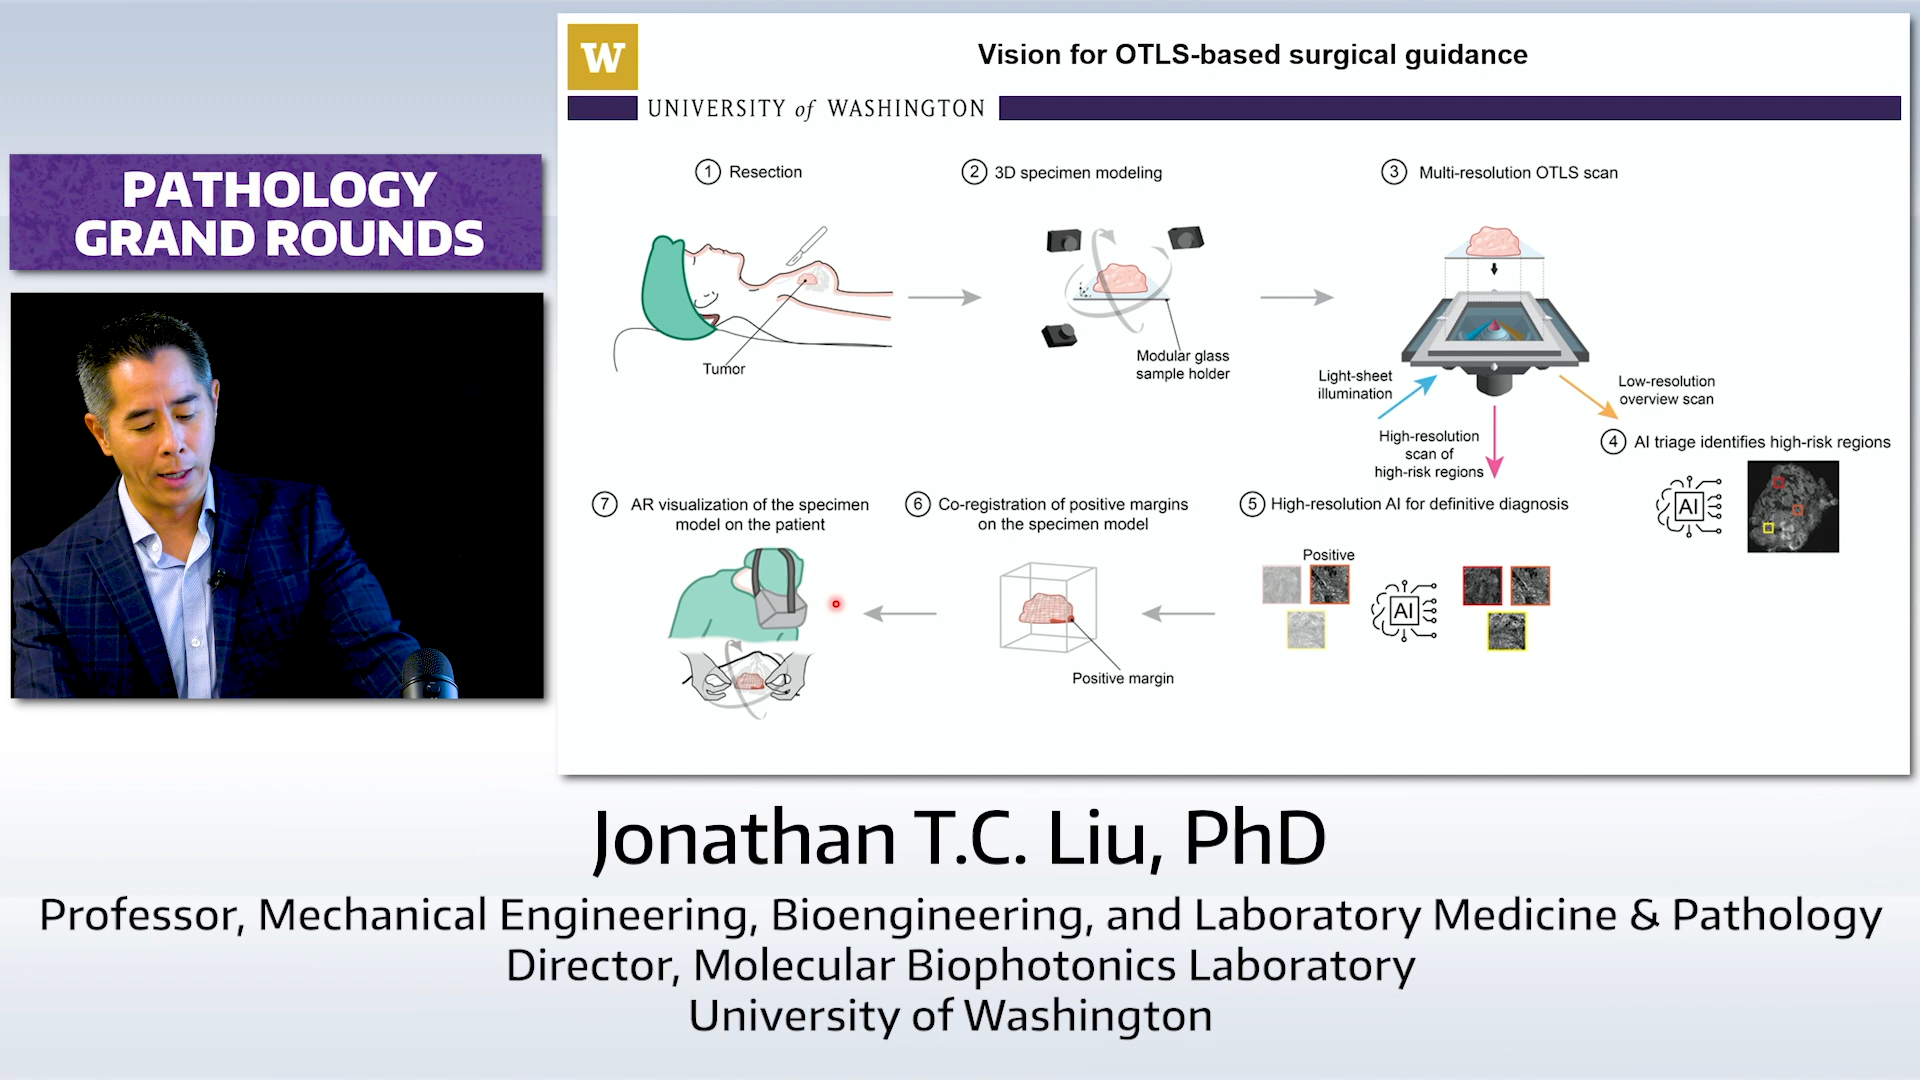 PATHOLOGY
GRAND ROUNDS
W
UNIVERSITY of WASHINGTON
Vision for OTLS-based surgical guidance
1 Resection
Tumor
2 3D specimen modeling
Modular glass
sample holder
3 Multi-resolution OTLS scan
Light-sheet
illumination
High-resolution
scan of
high-risk regions
Low-resolution
overview scan
4 AI triage identifies high-risk regions
AI
5 High-resolution AI for definitive diagnosis
Positive
AI
6 Co-registration of positive margins
on the specimen model
Positive margin
7 AR visualization of the specimen
model on the patient
Jonathan T.C. Liu, PhD
Professor, Mechanical Engineering, Bioengineering, and Laboratory Medicine & Pathology
Director, Molecular Biophotonics Laboratory
University of Washington